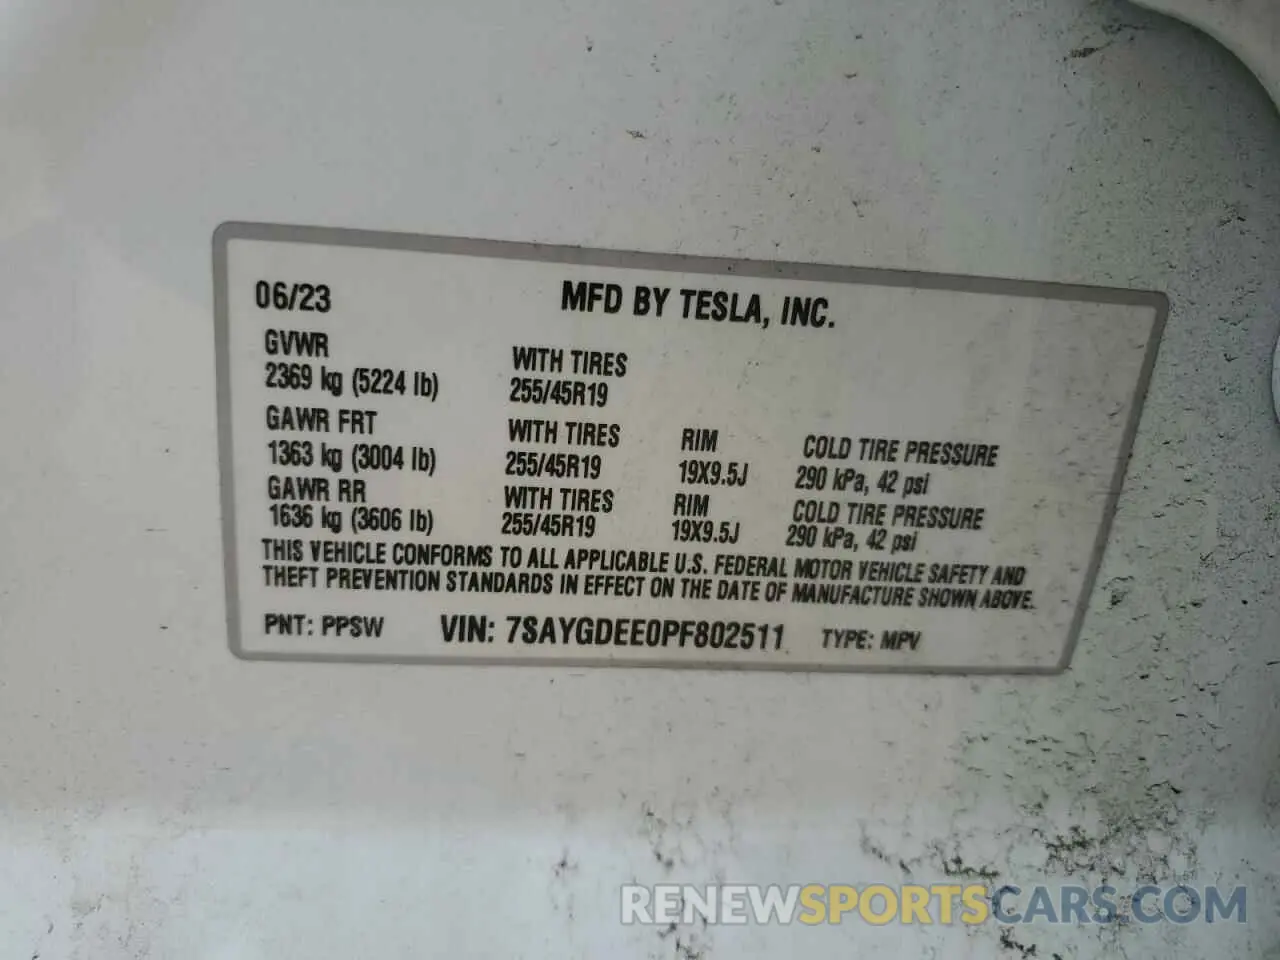 06/23 MFD BY TESLA, INC.
GVWR WITH TIRES
2369 kg (5224 lb) 255/45R19
GAWR FRT WITH TIRES RIM COLD TIRE PRESSURE
1363 kg (3004 lb) 255/45R19 19X9.5J 290 kPa, 42 psi
GAWR RR WITH TIRES RIM COLD TIRE PRESSURE
1636 kg (3606 lb) 255/45R19 19X9.5J 290 kPa, 42 psi
THIS VEHICLE CONFORMS TO ALL APPLICABLE U.S. FEDERAL MOTOR VEHICLE SAFETY AND
THEFT PREVENTION STANDARDS IN EFFECT ON THE DATE OF MANUFACTURE SHOWN ABOVE.
PNT: PPSW VIN: 7SAYGDEE0PF802511 TYPE: MPV
RENEWSPORTSCARS.COM